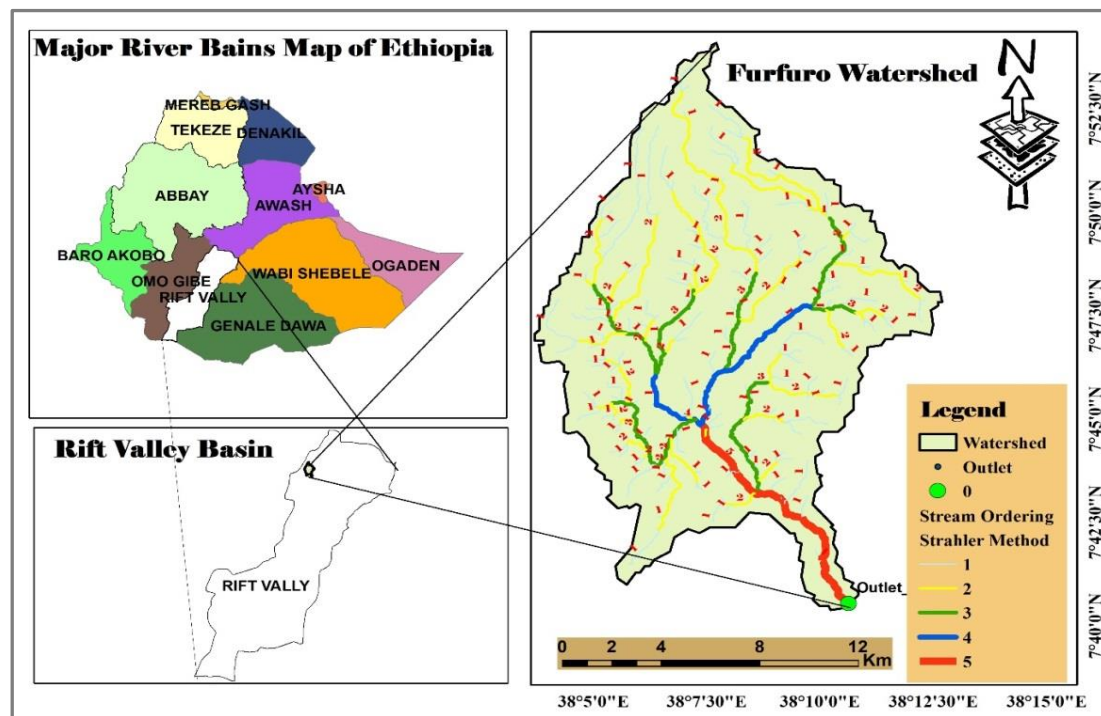 Major River Bains Map of Ethiopia
MEREB GASH
TEKEZE
DENAKIL
ABBAY
AYSHA
AWASH
BARO AKOBO
OMO GIBE
WABI SHEBELE
OGADEN
RIFT VALLY
GENALE DAWA
Rift Valley Basin
RIFT VALLY
Furfuro Watershed
N
Outlet_
Legend
Watershed
Outlet
0
Stream Ordering
Strahler Method
1
2
3
4
5
0 2 4 8 12
Km
7°52'30"N
7°50'0"N
7°47'30"N
7°45'0"N
7°42'30"N
7°40'0"N
38°5'0"E 38°7'30"E 38°10'0"E 38°12'30"E 38°15'0"E